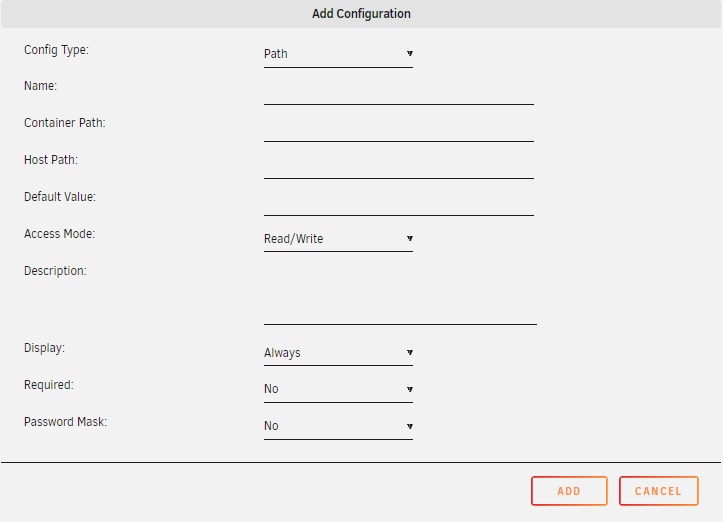 Add Configuration
Config Type: Path
Name:
Container Path:
Host Path:
Default Value:
Access Mode: Read/Write
Description:
Display: Always
Required: No
Password Mask: No
ADD CANCEL